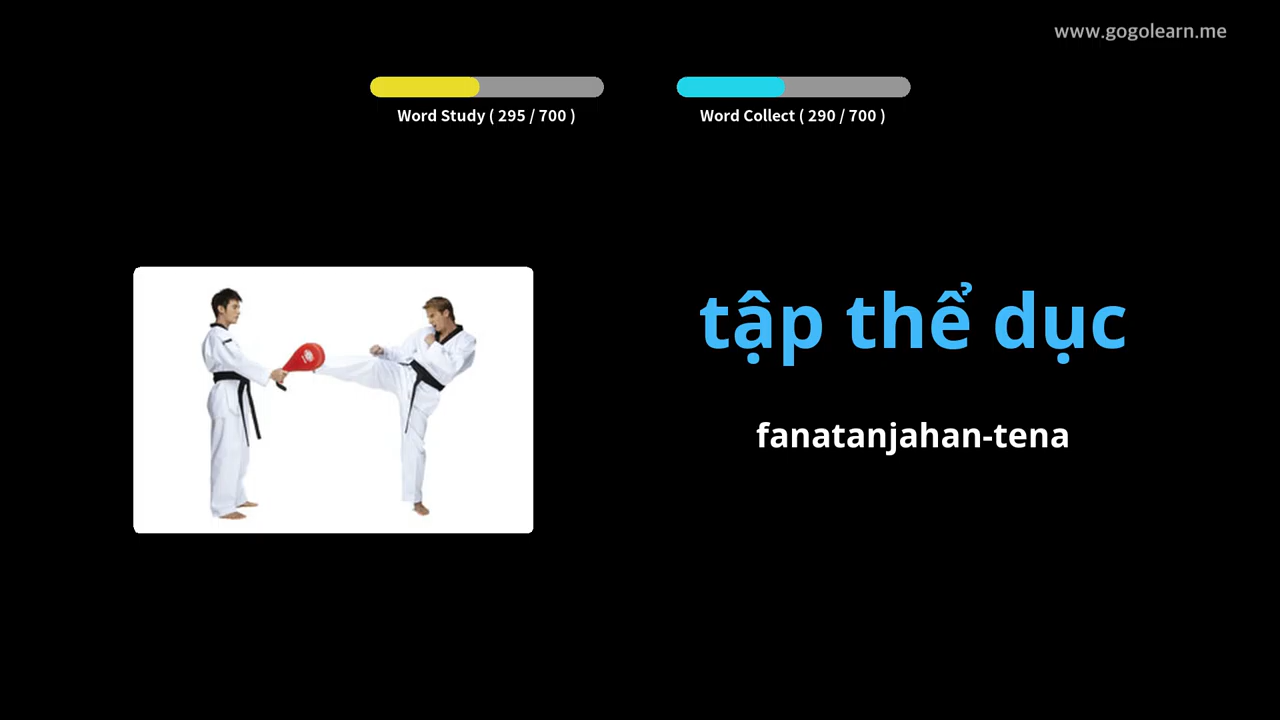 www.gogolearn.me
Word Study ( 295 / 700 )
Word Collect ( 290 / 700 )
tập thể dục
fanatanjahan-tena